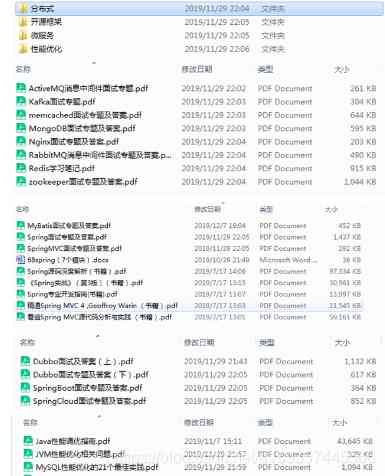 分布式 2019/11/29 22:04 文件夹
开源框架 2019/11/29 22:05 文件夹
微服务 2019/11/29 22:05 文件夹
性能优化 2019/11/29 22:06 文件夹
名称 修改日期 类型 大小
ActiveMQ消息中间件面试专题.pdf 2019/11/29 22:02 PDF Document 261 KB
Kafka面试专题.pdf 2019/11/29 22:03 PDF Document 304 KB
memcached面试专题及答案.pdf 2019/11/29 22:03 PDF Document 644 KB
MongoDB面试专题及答案.pdf 2019/11/29 22:03 PDF Document 595 KB
Nginx面试专题及答案.pdf 2019/11/29 22:04 PDF Document 203 KB
RabbitMQ消息中间件面试专题及答案.p... 2019/11/29 22:04 PDF Document 490 KB
Redis学习笔记.pdf 2019/11/29 22:04 PDF Document 915 KB
zookeeper面试专题及答案.pdf 2019/11/29 22:04 PDF Document 1,044 KB
名称 修改日期 类型 大小
MyBatis面试专题及答案.pdf 2019/12/7 18:04 PDF Document 452 KB
Spring面试专题及答案.pdf 2019/11/29 22:05 PDF Document 1,437 KB
SpringMVC面试专题及答案.pdf 2019/11/29 22:05 PDF Document 282 KB
68spring（7个模块）.docx 2019/10/29 21:49 Microsoft Word ... 36 KB
Spring源码深度解析（书籍）.pdf 2019/7/17 14:06 PDF Document 97,334 KB
《Spring实战》（第3版）（书籍）.pdf 2019/7/17 13:15 PDF Document 30,961 KB
Spring专业开发指南(书籍).pdf 2019/7/17 13:07 PDF Document 13,997 KB
精通Spring MVC 4 ,Geoffroy Warin （书籍）.pdf 2019/7/17 13:03 PDF Document 31,545 KB
看透Spring MVC源代码分析与实践 （书籍）.pdf 2019/7/17 13:01 PDF Document 59,161 KB
名称 修改日期 类型 大小
Dubbo面试及答案（上）.pdf 2019/11/29 21:43 PDF Document 1,132 KB
Dubbo面试专题及答案（下）.pdf 2019/11/29 22:05 PDF Document 617 KB
SpringBoot面试专题及答案.pdf 2019/11/29 22:05 PDF Document 364 KB
SpringCloud面试专题及答案.pdf 2019/11/29 22:05 PDF Document 852 KB
名称 修改日期 类型 大小
Java性能调优指南.pdf 2019/11/7 15:11 PDF Document 43,645 KB
JVM性能优化相关问题.pdf 2019/11/29 21:57 PDF Document 329 KB
MySQL性能优化的21个最佳实践.pdf 2019/11/29 21:59 PDF Document 1,094 KB